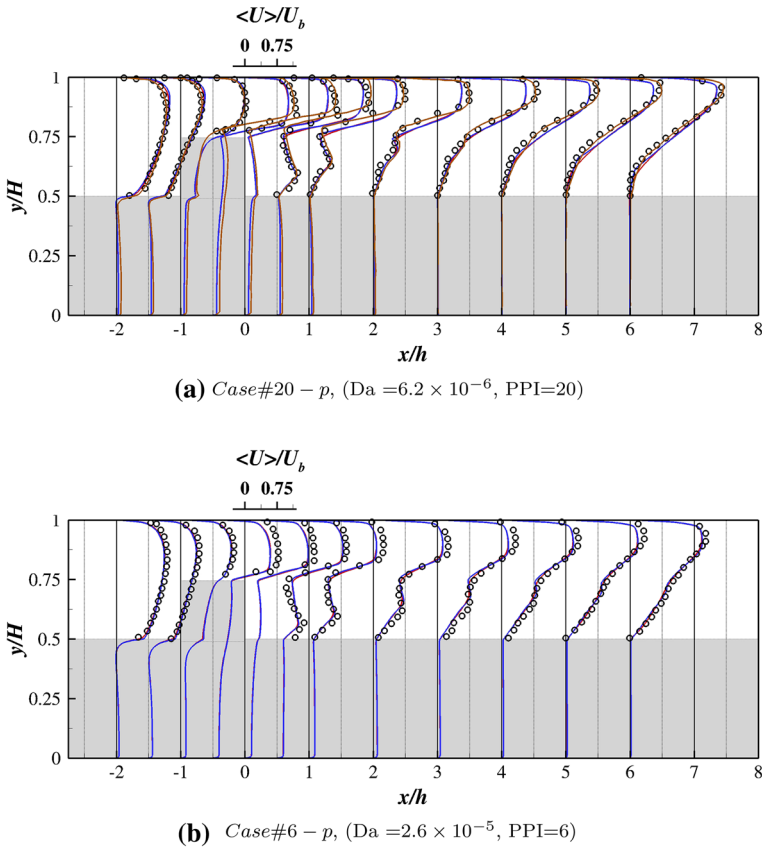 <U>/U_b
0 0.75
1
0.75
0.5
0.25
0
y/H
-2 -1 0 1 2 3 4 5 6 7 8
x/h
(a) Case#20 − p, (Da =6.2 × 10⁻⁶, PPI=20)
<U>/U_b
0 0.75
1
0.75
0.5
0.25
0
y/H
-2 -1 0 1 2 3 4 5 6 7 8
x/h
(b) Case#6 − p, (Da =2.6 × 10⁻⁵, PPI=6)